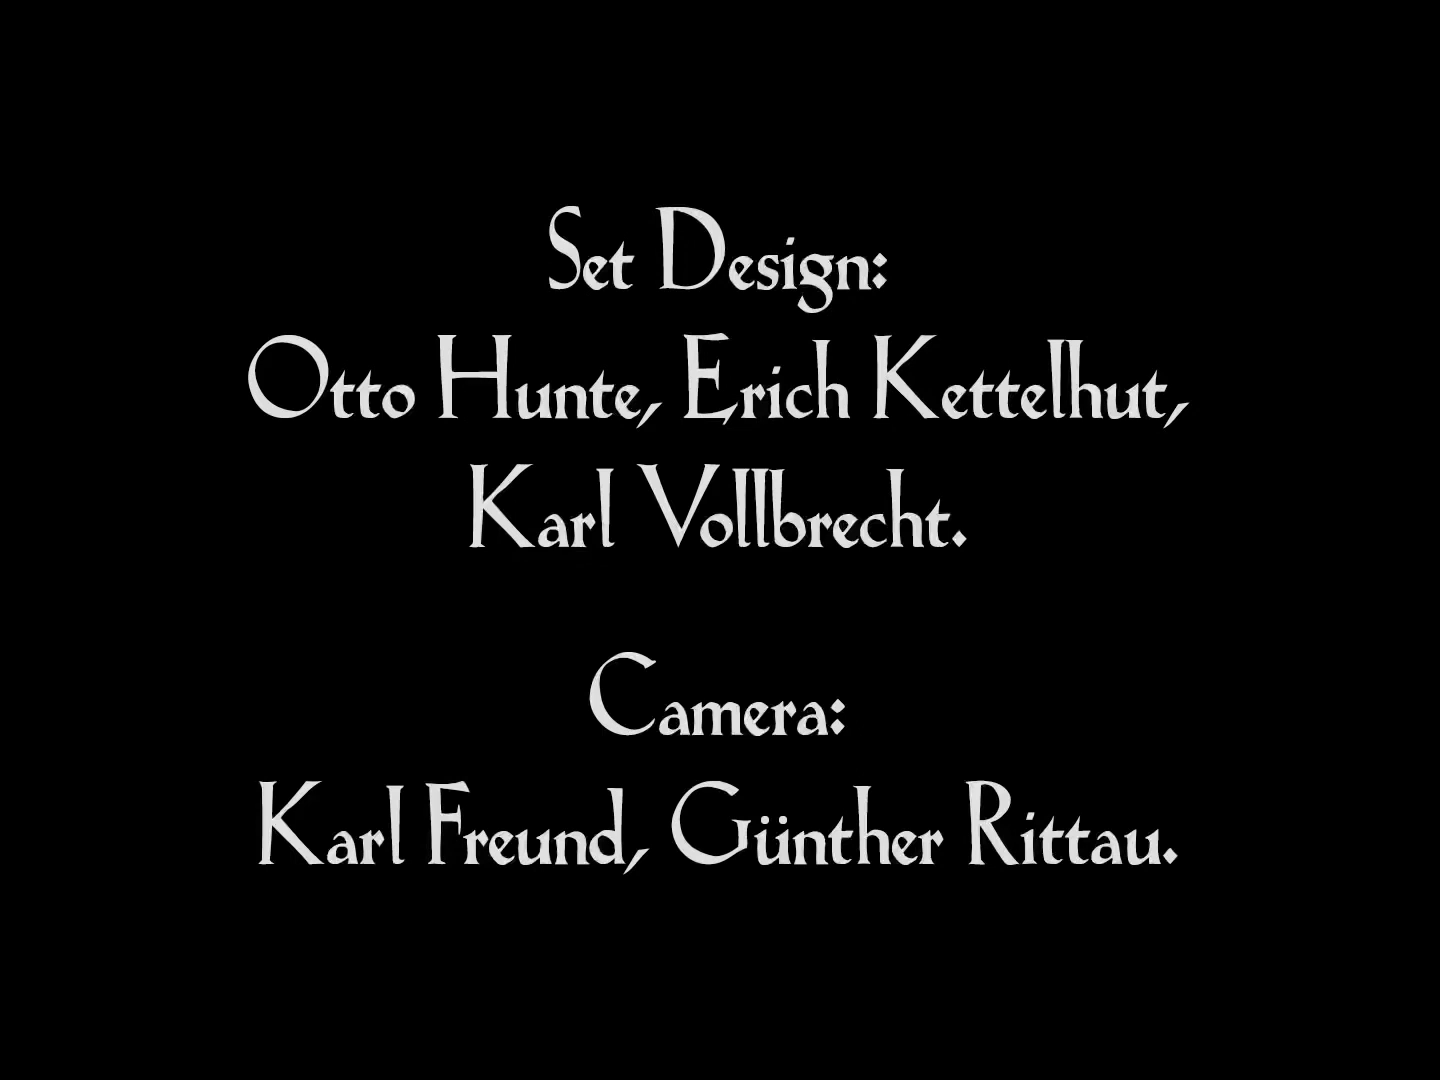 Set Design:
Otto Hunte, Erich Kettelhut,
Karl Vollbrecht.
Camera:
Karl Freund, Günther Rittau.